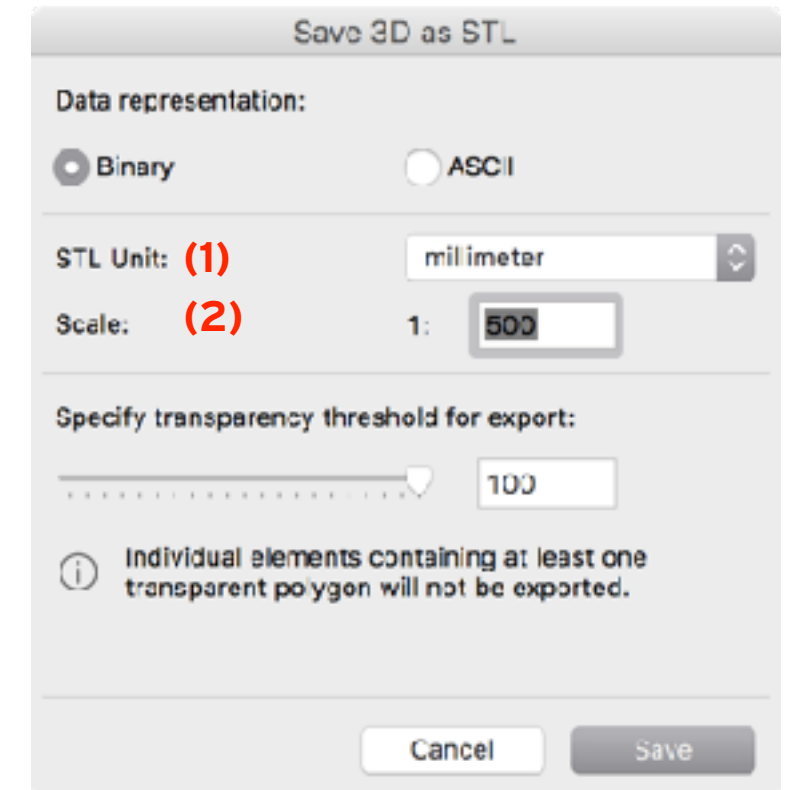 Save 3D as STL
Data representation:
Binary ASCII
STL Unit: (1) millimeter
Scale: (2) 1: 500
Specify transparency threshold for export:
100
Individual elements containing at least one
transparent polygon will not be exported.
Cancel Save